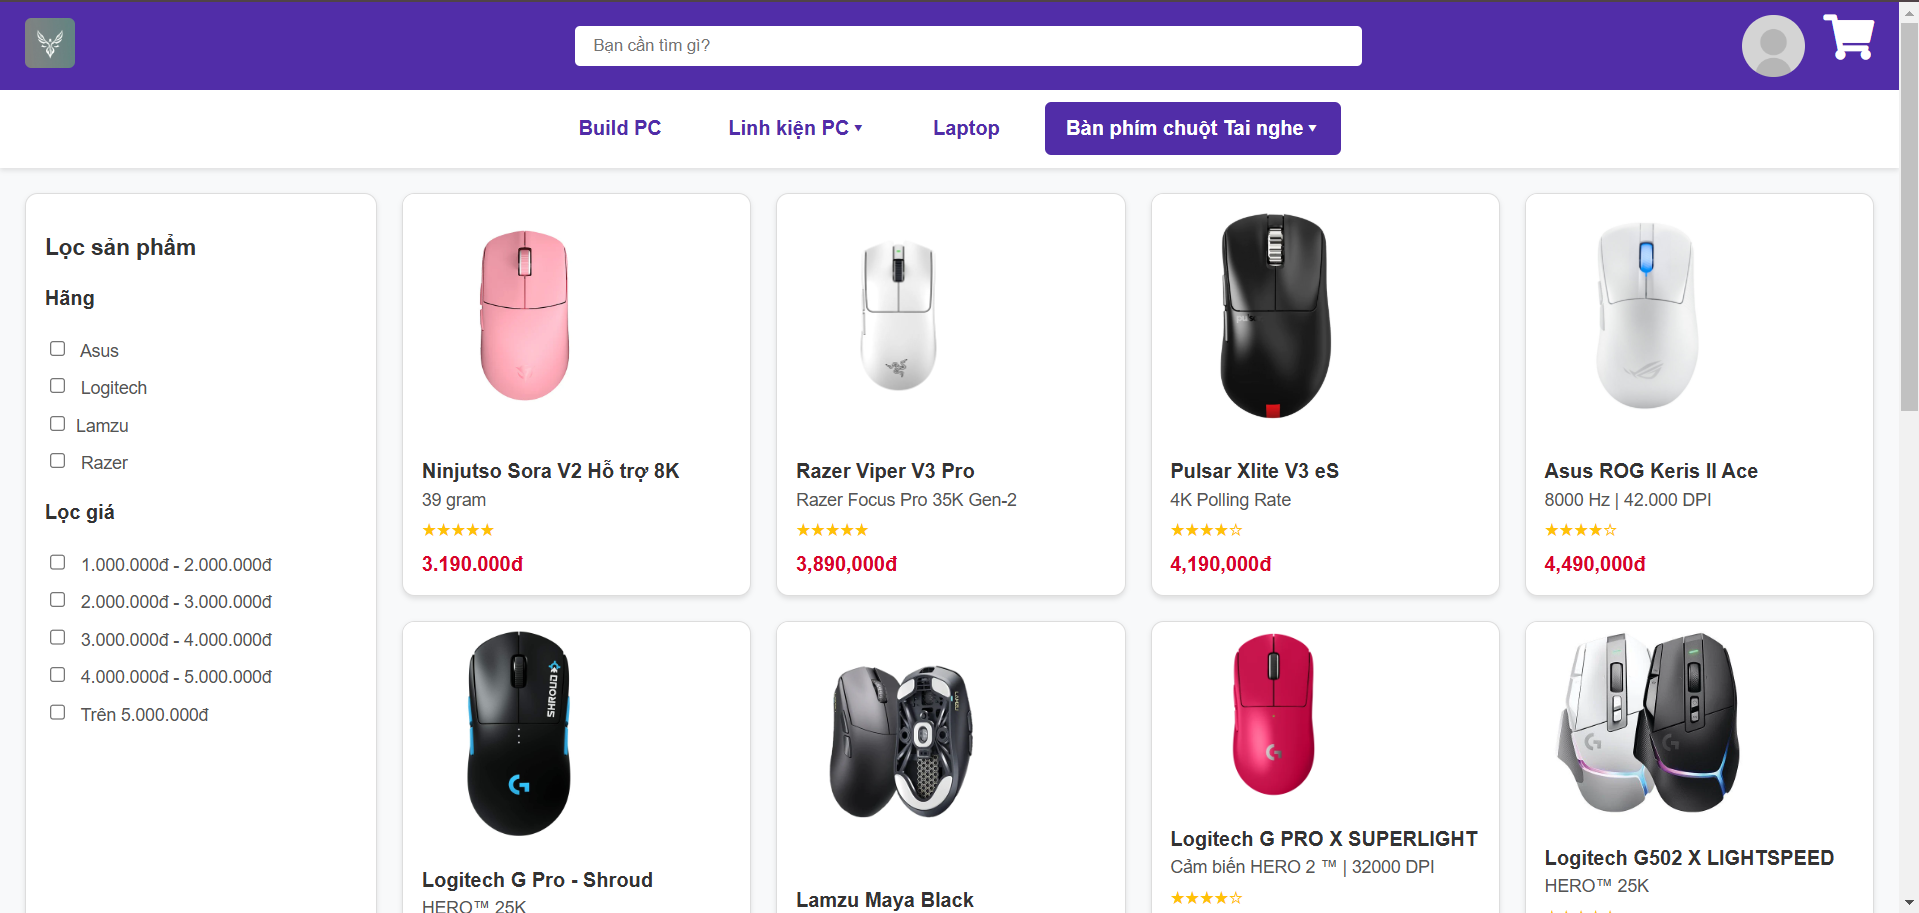 Bạn cần tìm gì?
Build PC
Linh kiện PC ▾
Laptop
Bàn phím chuột Tai nghe ▾
Lọc sản phẩm
Hãng
Asus
Logitech
Lamzu
Razer
Lọc giá
1.000.000đ - 2.000.000đ
2.000.000đ - 3.000.000đ
3.000.000đ - 4.000.000đ
4.000.000đ - 5.000.000đ
Trên 5.000.000đ
Ninjutso Sora V2 Hỗ trợ 8K
39 gram
★★★★★
3.190.000đ
Razer Viper V3 Pro
Razer Focus Pro 35K Gen-2
★★★★★
3,890,000đ
Pulsar Xlite V3 eS
4K Polling Rate
★★★★☆
4,190,000đ
Asus ROG Keris II Ace
8000 Hz | 42.000 DPI
★★★★☆
4,490,000đ
SHROUD
Logitech G Pro - Shroud
HERO™ 25K
Lamzu Maya Black
Logitech G PRO X SUPERLIGHT
Cảm biến HERO 2 ™ | 32000 DPI
★★★★☆
Logitech G502 X LIGHTSPEED
HERO™ 25K